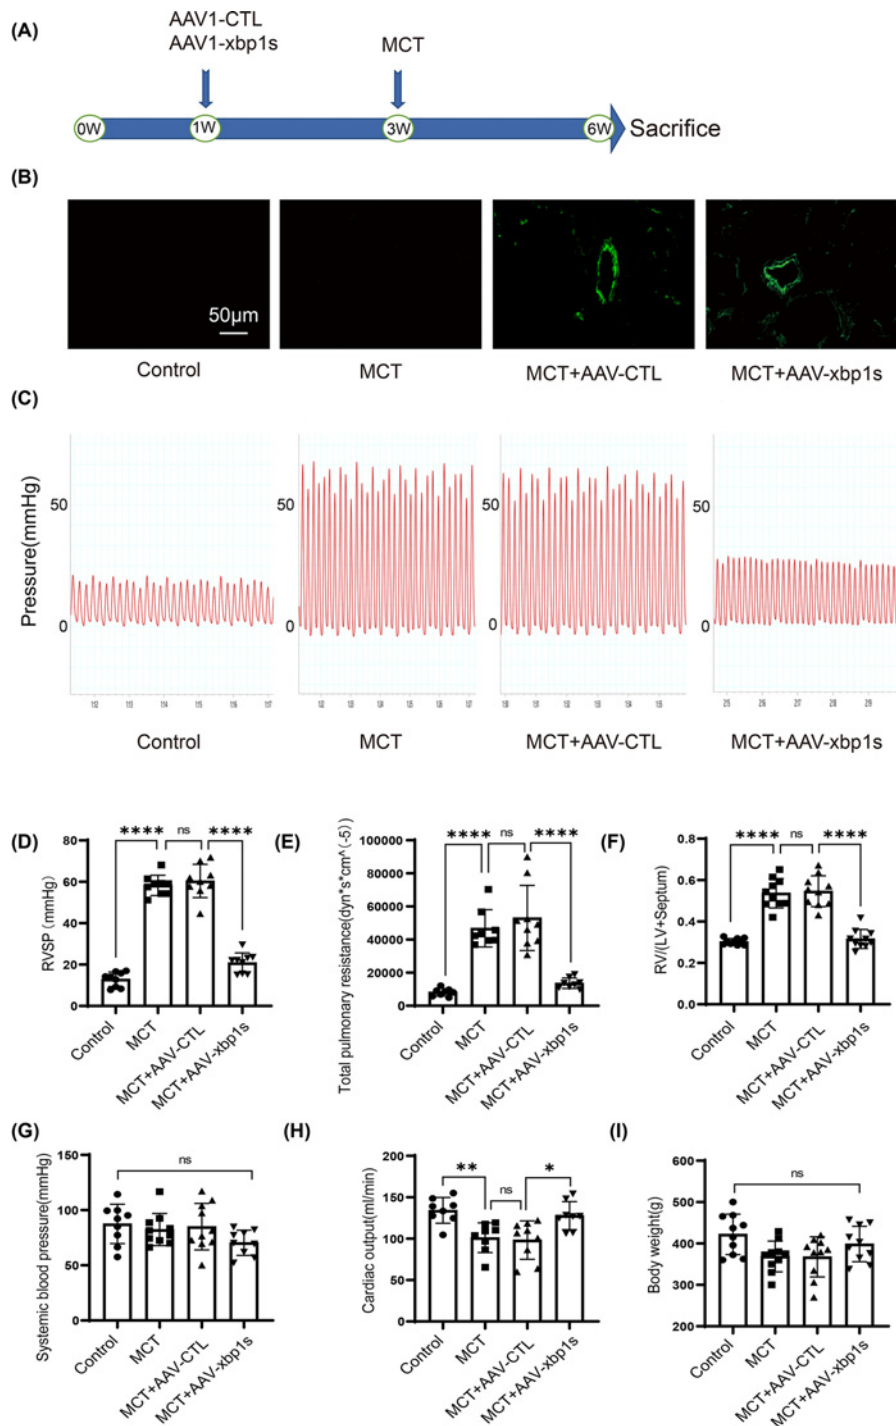 (A)
AAV1-CTL
AAV1-xbp1s
MCT
0W
1W
3W
6W
Sacrifice
(B)
50μm
Control
MCT
MCT+AAV-CTL
MCT+AAV-xbp1s
(C)
Pressure(mmHg)
50
0
50
0
50
0
50
0
Control
MCT
MCT+AAV-CTL
MCT+AAV-xbp1s
(D)
**** ns ****
RVSP (mmHg)
80
60
40
20
0
Control
MCT
MCT+AAV-CTL
MCT+AAV-xbp1s
(E)
**** ns ****
Total pulmonary resistance(dyn*s*cm^(-5))
100000
80000
60000
40000
20000
0
Control
MCT
MCT+AAV-CTL
MCT+AAV-xbp1s
(F)
**** ns ****
RV/(LV+Septum)
0.8
0.6
0.4
0.2
0.0
Control
MCT
MCT+AAV-CTL
MCT+AAV-xbp1s
(G)
ns
Systemic blood pressure(mmHg)
150
100
50
0
Control
MCT
MCT+AAV-CTL
MCT+AAV-xbp1s
(H)
** ns *
Cardiac output(ml/min)
200
150
100
50
0
Control
MCT
MCT+AAV-CTL
MCT+AAV-xbp1s
(I)
ns
Body weight(g)
600
500
400
300
200
Control
MCT
MCT+AAV-CTL
MCT+AAV-xbp1s